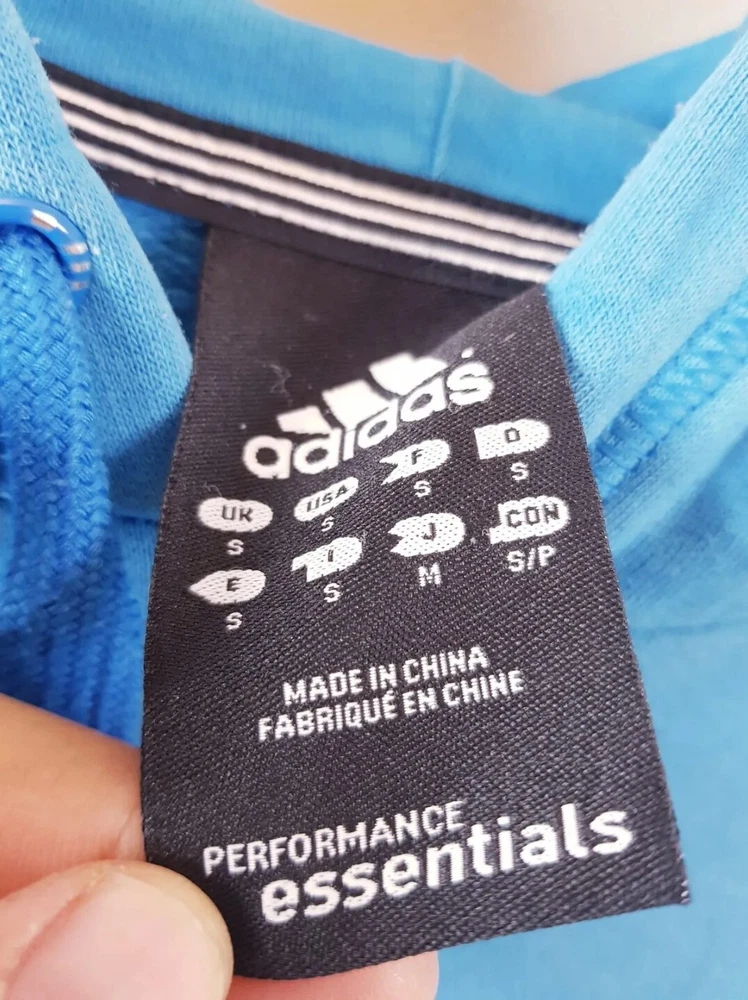 adidas
UK USA F D
S S S S
E I J CON
S S M S/P
MADE IN CHINA
FABRIQUÉ EN CHINE
PERFORMANCE
essentials